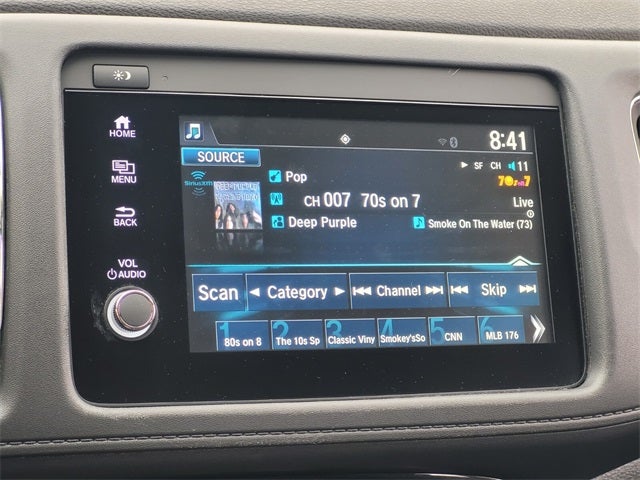 HOME
MENU
BACK
VOL
AUDIO
8:41
SOURCE
SF CH 11
SiriusXM
Pop
70s on 7
CH 007 70s on 7
Live
Deep Purple
Smoke On The Water (73)
Scan
Category
Channel
Skip
1 80s on 8
2 The 10s Sp
3 Classic Viny
4 Smokey'sSo
5 CNN
6 MLB 176